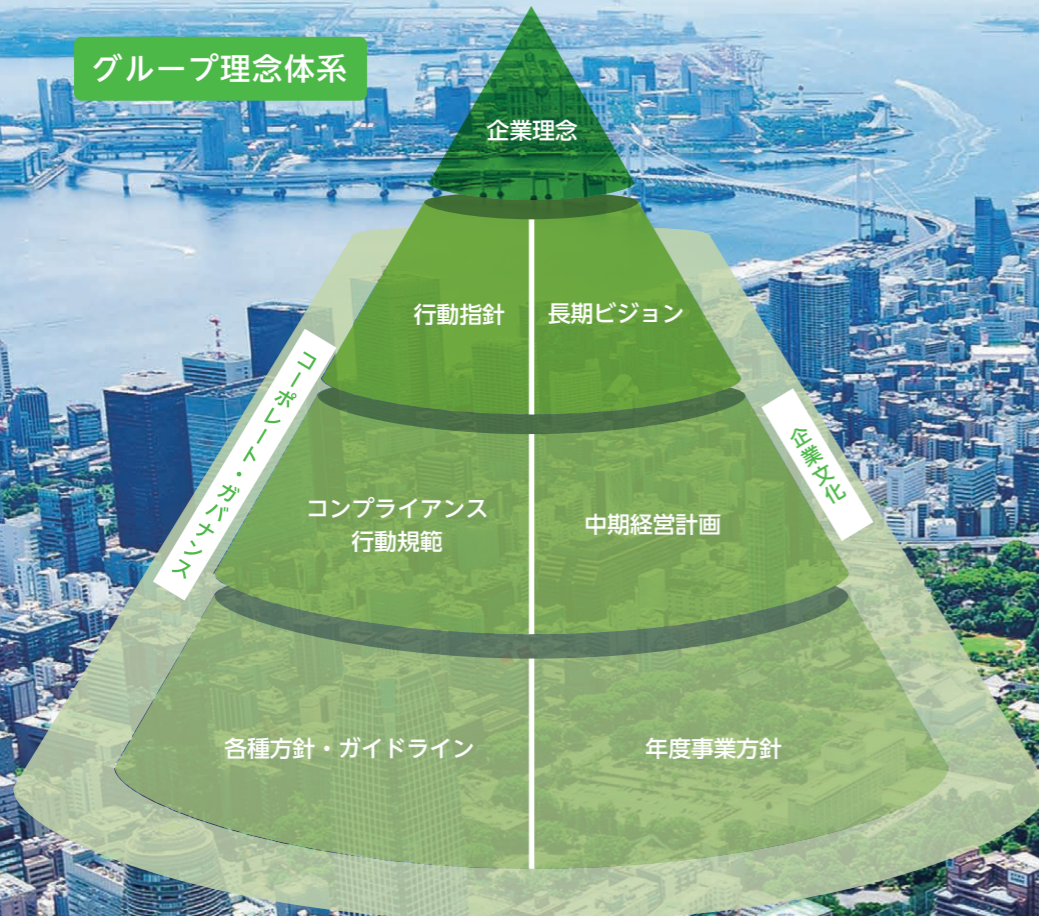 グループ理念体系
企業理念
行動指針
長期ビジョン
コーポレート・ガバナンス
企業文化
コンプライアンス
行動規範
中期経営計画
各種方針・ガイドライン
年度事業方針